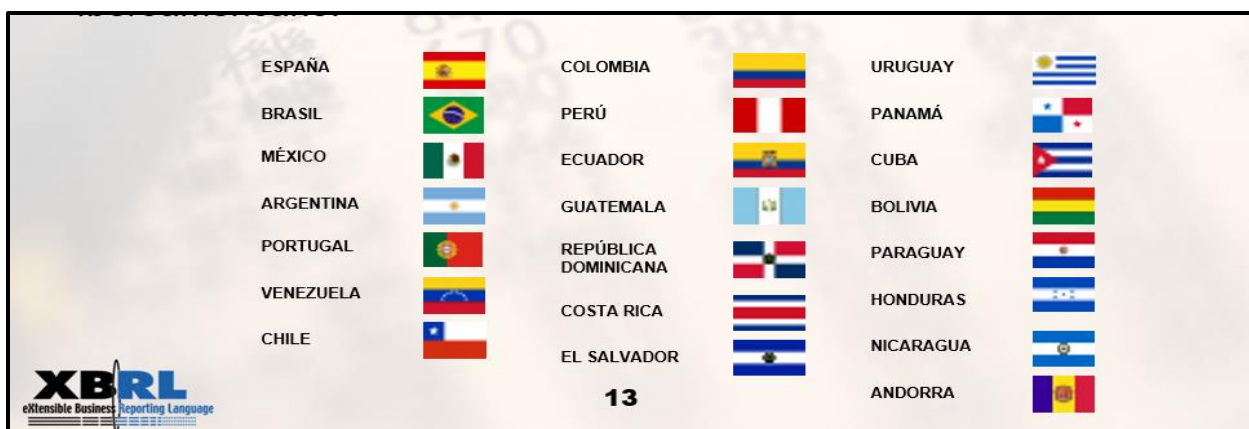 ESPAÑA
BRASIL
MÉXICO
ARGENTINA
PORTUGAL
VENEZUELA
CHILE
COLOMBIA
PERÚ
ECUADOR
GUATEMALA
REPÚBLICA
DOMINICANA
COSTA RICA
EL SALVADOR
URUGUAY
PANAMÁ
CUBA
BOLIVIA
PARAGUAY
HONDURAS
NICARAGUA
ANDORRA
XBRL
eXtensible Business Reporting Language
13